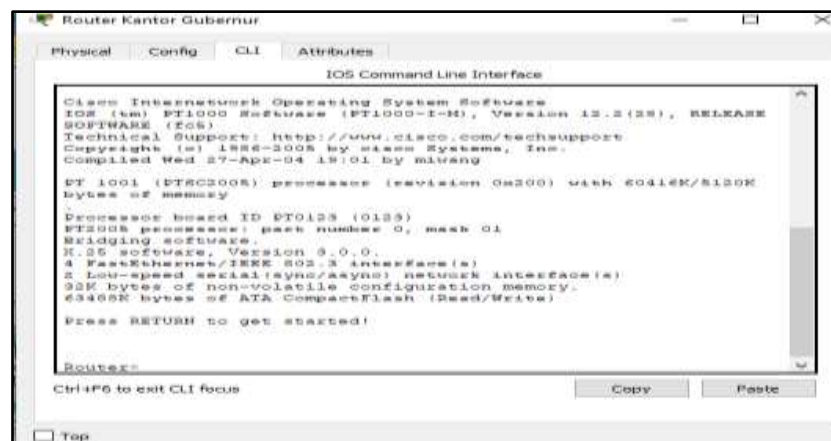 Router Kantor Gubernur
Physical Config CLI Attributes
IOS Command Line Interface
Cisco Internetwork Operating System Software
IOS (tm) PT1000 Software (PT1000-I-M), Version 12.2(28), RELEASE
SOFTWARE (fc5)
Technical Support: http://www.cisco.com/techsupport
Copyright (c) 1986-2005 by cisco Systems, Inc.
Compiled Wed 27-Apr-04 19:01 by miwang
PT 1001 (PTSC2005) processor (revision 0x200) with 60416K/5120K
bytes of memory
.
Processor board ID PT0123 (0123)
PT2005 processor: part number 0, mask 01
Bridging software.
X.25 software, Version 3.0.0.
4 FastEthernet/IEEE 802.3 interface(s)
2 Low-speed serial(sync/async) network interface(s)
32K bytes of non-volatile configuration memory.
63488K bytes of ATA CompactFlash (Read/Write)
Press RETURN to get started!
Router>
Ctrl+F6 to exit CLI focus
Copy Paste
Top